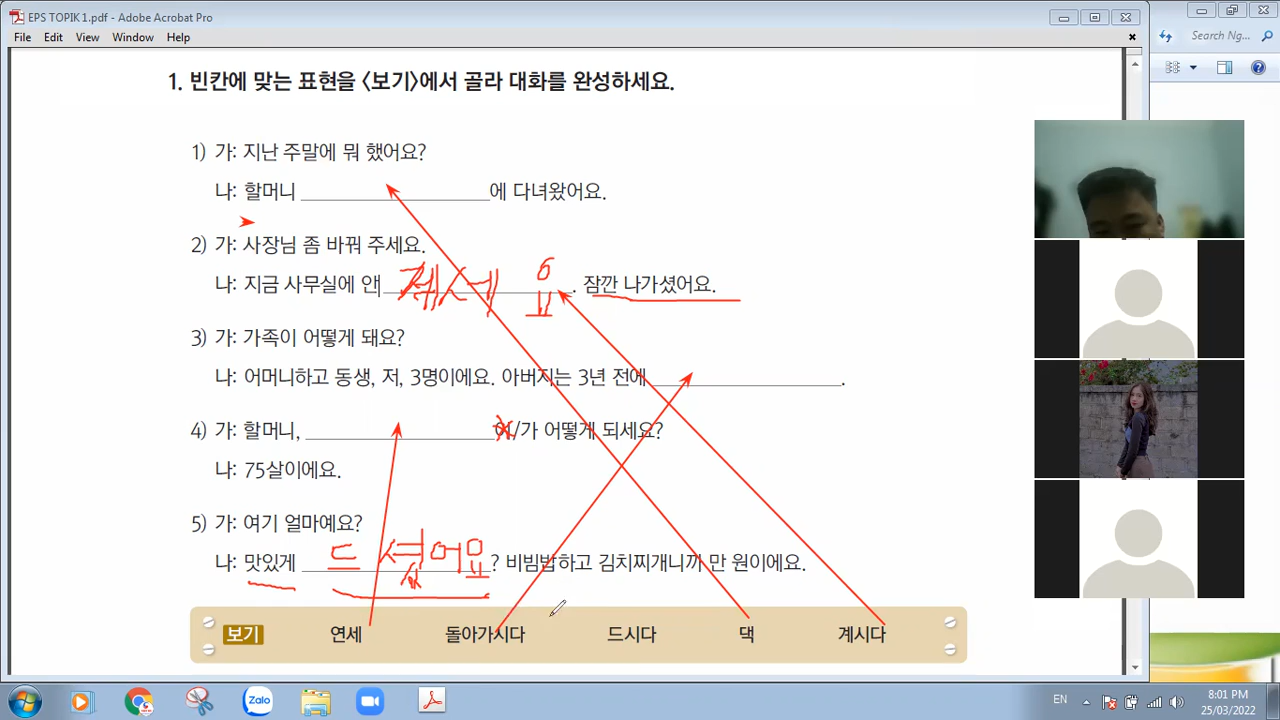 EPS TOPIK 1.pdf - Adobe Acrobat Pro
File Edit View Window Help
Search Ng...
1. 빈칸에 맞는 표현을 〈보기〉에서 골라 대화를 완성하세요.
1) 가: 지난 주말에 뭐 했어요?
나: 할머니 ____ 에 다녀왔어요.
2) 가: 사장님 좀 바꿔 주세요.
나: 지금 사무실에 안 계세요. 잠깐 나가셨어요.
3) 가: 가족이 어떻게 돼요?
나: 어머니하고 동생, 저, 3명이에요. 아버지는 3년 전에 ____.
4) 가: 할머니, ____ 이/가 어떻게 되세요?
나: 75살이에요.
5) 가: 여기 얼마예요?
나: 맛있게 드셨어요? 비빔밥하고 김치찌개니까 만 원이에요.
보기 연세 돌아가시다 드시다 댁 계시다
Zalo
EN
8:01 PM
25/03/2022